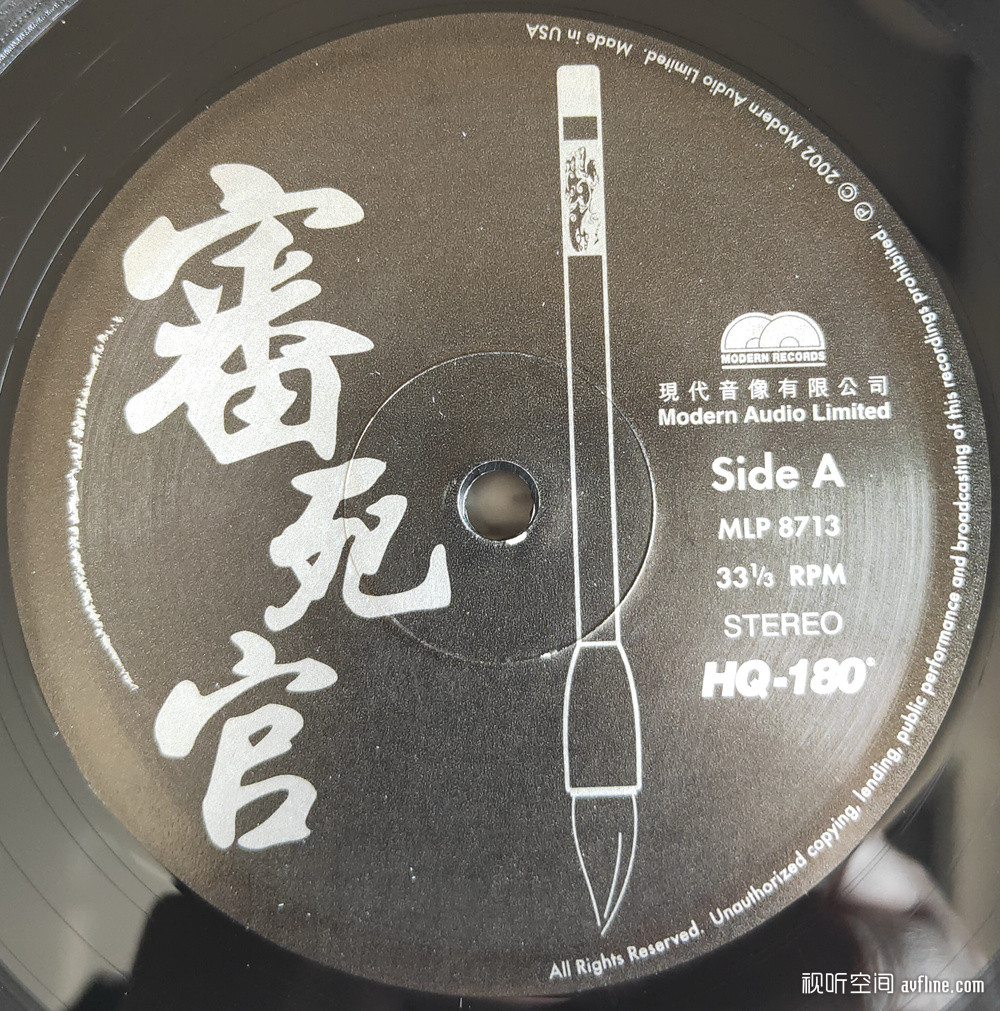 審死官
MODERN RECORDS
現代音像有限公司
Modern Audio Limited
Side A
MLP 8713
33⅓ RPM
STEREO
HQ-180®
All Rights Reserved. Unauthorized copying, lending, public performance and broadcasting of this recordings prohibited. ℗ © 2002 Modern Audio Limited. Made in USA
视听空间 avfline.com